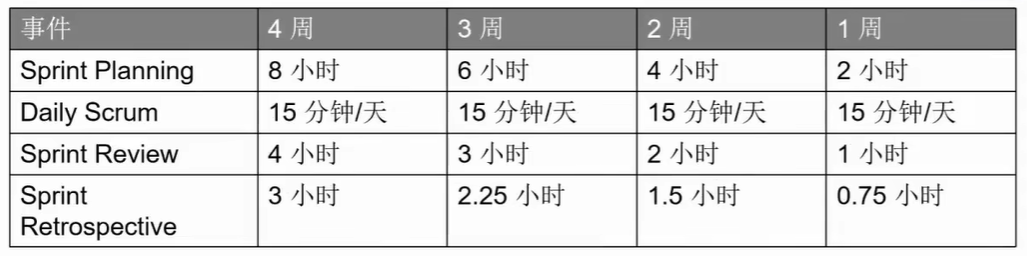 事件 4 周 3 周 2 周 1 周
Sprint Planning 8 小时 6 小时 4 小时 2 小时
Daily Scrum 15 分钟/天 15 分钟/天 15 分钟/天 15 分钟/天
Sprint Review 4 小时 3 小时 2 小时 1 小时
Sprint 3 小时 2.25 小时 1.5 小时 0.75 小时
Retrospective